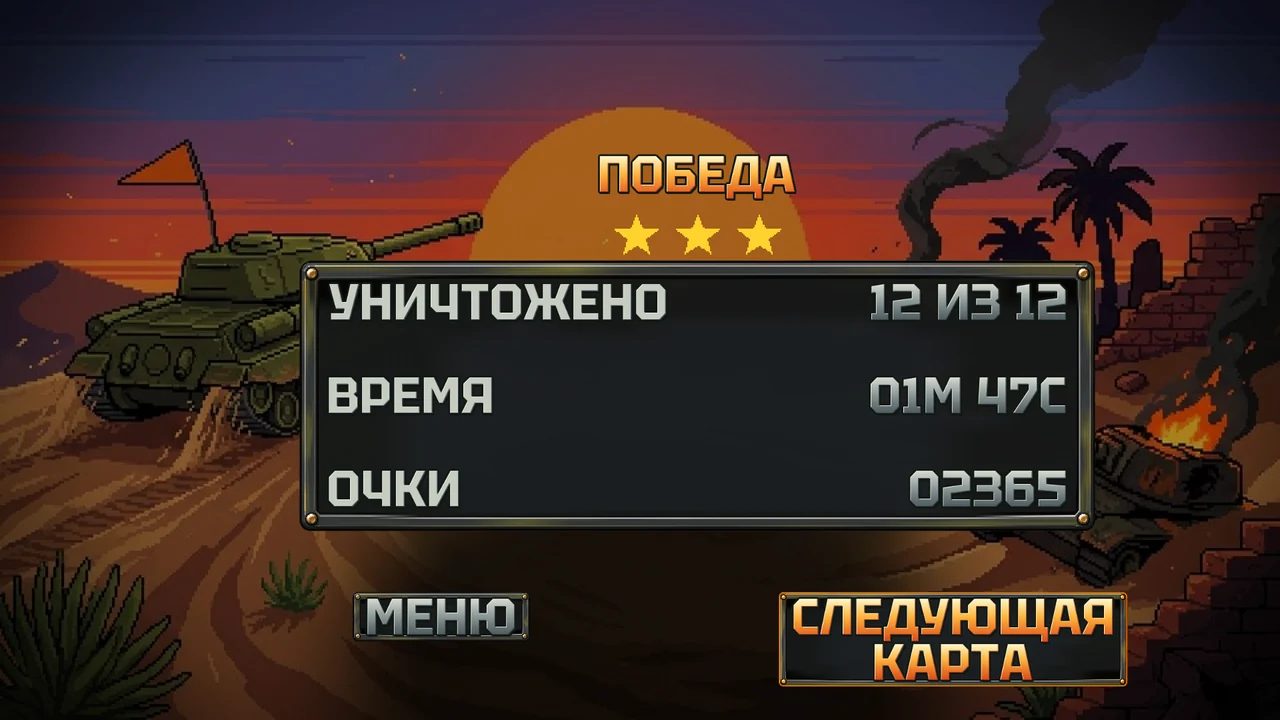 ПОБЕДА
УНИЧТОЖЕНО 12 ИЗ 12
ВРЕМЯ 01М 47С
ОЧКИ 02365
МЕНЮ
СЛЕДУЮЩАЯ
КАРТА